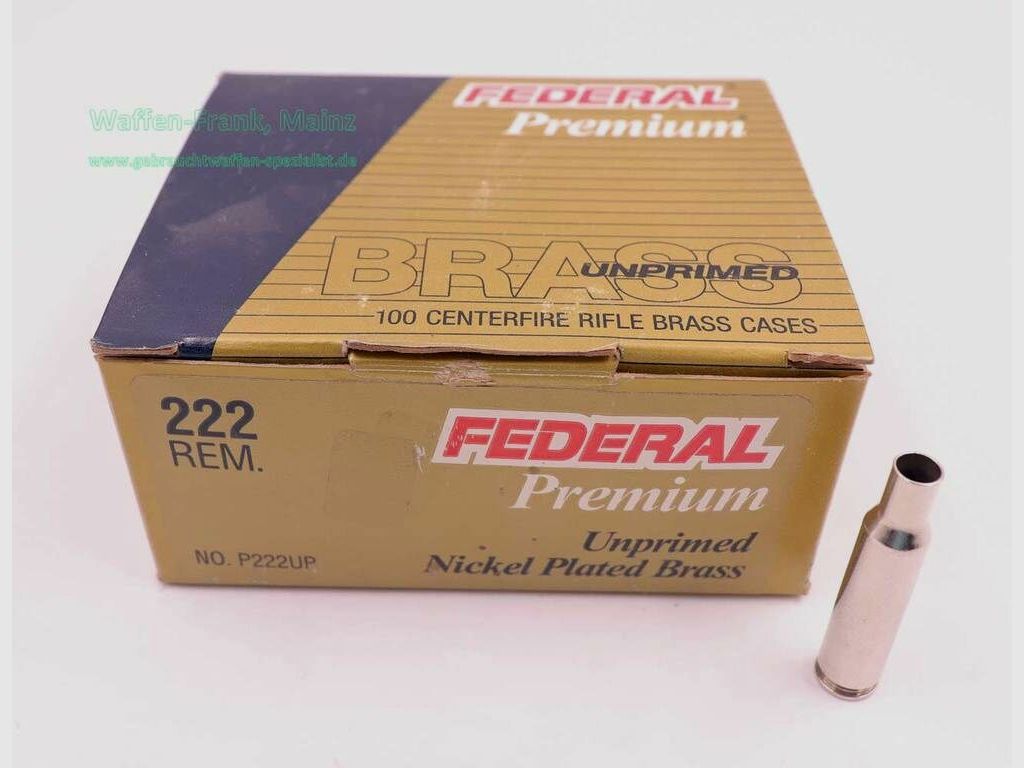 Waffen-Frank, Mainz
www.gebrauchtwaffen-spezialist.de
FEDERAL
Premium
BRASS
UNPRIMED
100 CENTERFIRE RIFLE BRASS CASES
222
REM.
FEDERAL
Premium
Unprimed
Nickel Plated Brass
NO. P222UP